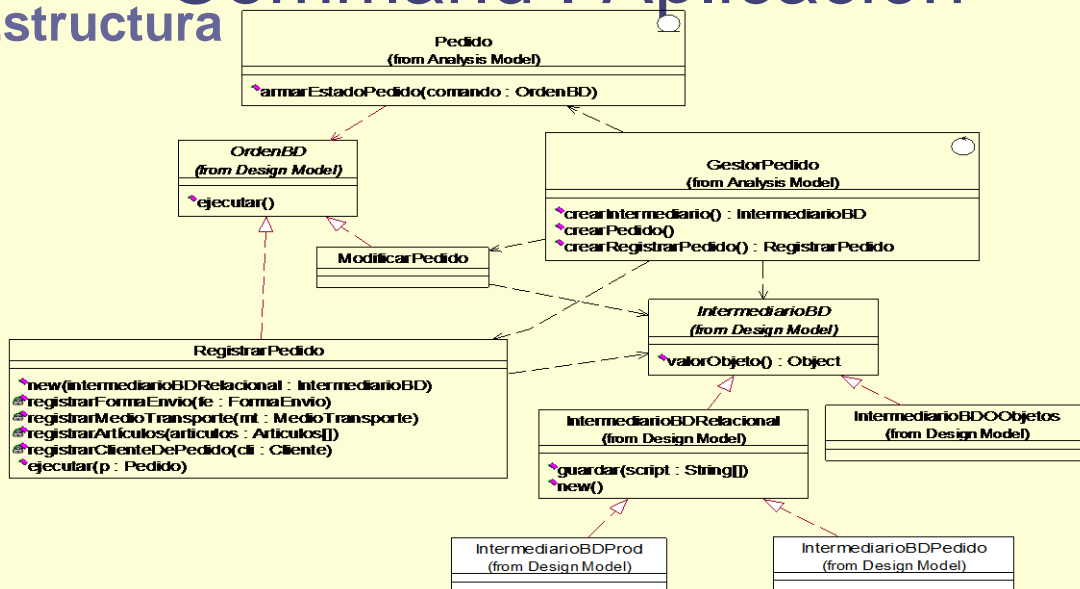 Command : Aplicación
structura
Pedido
(from Analysis Model)
armarEstadoPedido(comando : OrdenBD)
OrdenBD
(from Design Model)
ejecutar()
GestorPedido
(from Analysis Model)
crearIntermediario() : IntermediarioBD
crearPedido()
crearRegistrarPedido() : RegistrarPedido
ModificarPedido
IntermediarioBD
(from Design Model)
valorObjeto() : Object
RegistrarPedido
new(intermediarioBDRelacional : IntermediarioBD)
registrarFormaEnvio(fe : FormaEnvio)
registrarMedioTransporte(mt : MedioTransporte)
registrarArtículos(articulos : Articulos[])
registrarClienteDePedido(cli : Cliente)
ejecutar(p : Pedido)
IntermediarioBDRelacional
(from Design Model)
guardar(script : String[])
new()
IntermediarioBDOObjetos
(from Design Model)
IntermediarioBDProd
(from Design Model)
IntermediarioBDPedido
(from Design Model)